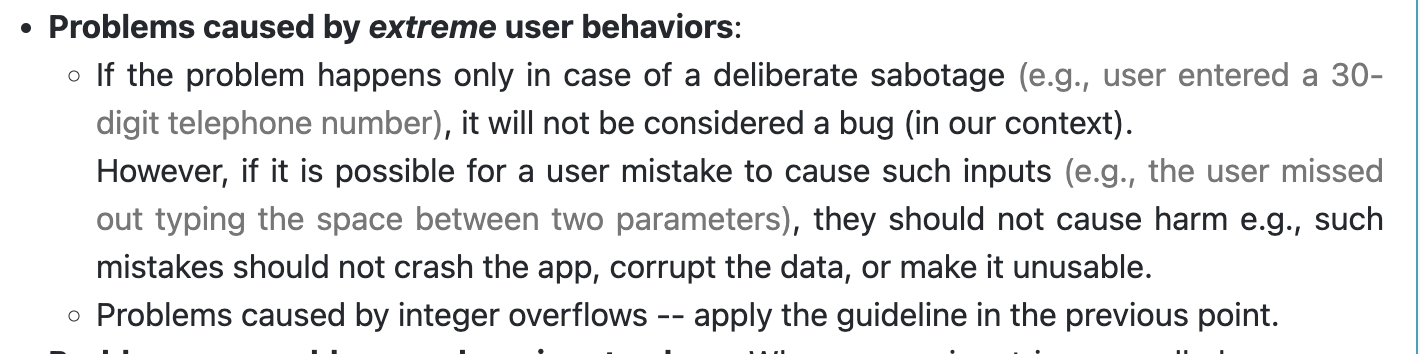 • Problems caused by extreme user behaviors:
◦ If the problem happens only in case of a deliberate sabotage (e.g., user entered a 30-
digit telephone number), it will not be considered a bug (in our context).
However, if it is possible for a user mistake to cause such inputs (e.g., the user missed
out typing the space between two parameters), they should not cause harm e.g., such
mistakes should not crash the app, corrupt the data, or make it unusable.
◦ Problems caused by integer overflows -- apply the guideline in the previous point.